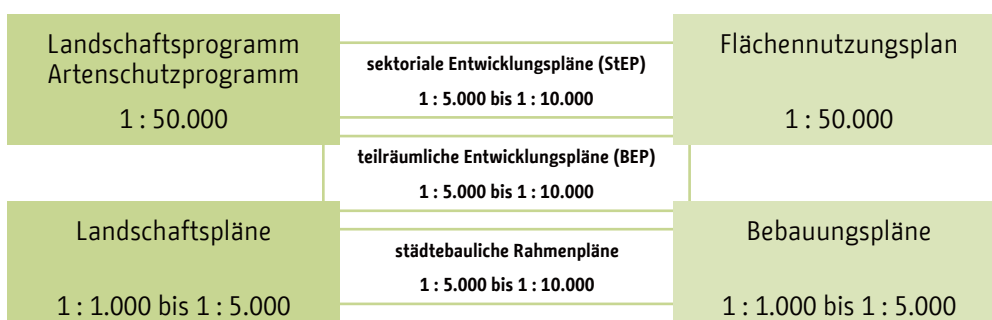 Landschaftsprogramm
Artenschutzprogramm
1 : 50.000
sektoriale Entwicklungspläne (StEP)
1 : 5.000 bis 1 : 10.000
Flächennutzungsplan
1 : 50.000
teilräumliche Entwicklungspläne (BEP)
1 : 5.000 bis 1 : 10.000
Landschaftspläne
1 : 1.000 bis 1 : 5.000
städtebauliche Rahmenpläne
1 : 5.000 bis 1 : 10.000
Bebauungspläne
1 : 1.000 bis 1 : 5.000